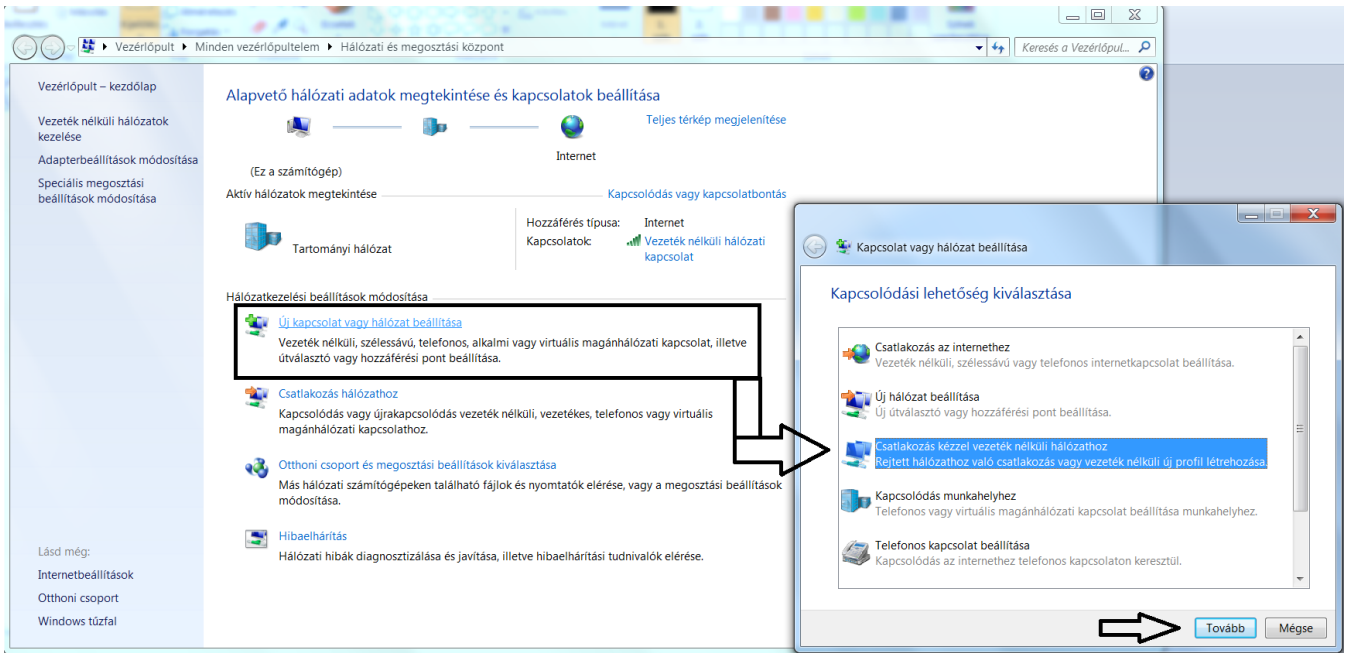 Vezérlőpult ▸ Minden vezérlőpultelem ▸ Hálózati és megosztási központ
Keresés a Vezérlőpul...
Vezérlőpult – kezdőlap
Vezeték nélküli hálózatok
kezelése
Adapterbeállítások módosítása
Speciális megosztási
beállítások módosítása
Lásd még:
Internetbeállítások
Otthoni csoport
Windows tűzfal
Alapvető hálózati adatok megtekintése és kapcsolatok beállítása
Teljes térkép megjelenítése
(Ez a számítógép)
Internet
Aktív hálózatok megtekintése
Kapcsolódás vagy kapcsolatbontás
Tartományi hálózat
Hozzáférés típusa: Internet
Kapcsolatok: Vezeték nélküli hálózati
kapcsolat
Hálózatkezelési beállítások módosítása
Új kapcsolat vagy hálózat beállítása
Vezeték nélküli, szélessávú, telefonos, alkalmi vagy virtuális magánhálózati kapcsolat, illetve
útválasztó vagy hozzáférési pont beállítása.
Csatlakozás hálózathoz
Kapcsolódás vagy újrakapcsolódás vezeték nélküli, vezetékes, telefonos vagy virtuális
magánhálózati kapcsolathoz.
Otthoni csoport és megosztási beállítások kiválasztása
Más hálózati számítógépeken található fájlok és nyomtatók elérése, vagy a megosztási beállítások
módosítása.
Hibaelhárítás
Hálózati hibák diagnosztizálása és javítása, illetve hibaelhárítási tudnivalók elérése.
Kapcsolat vagy hálózat beállítása
Kapcsolódási lehetőség kiválasztása
Csatlakozás az internethez
Vezeték nélküli, szélessávú vagy telefonos internetkapcsolat beállítása.
Új hálózat beállítása
Új útválasztó vagy hozzáférési pont beállítása.
Csatlakozás kézzel vezeték nélküli hálózathoz
Rejtett hálózathoz való csatlakozás vagy vezeték nélküli új profil létrehozása.
Kapcsolódás munkahelyhez
Telefonos vagy virtuális magánhálózati kapcsolat beállítása munkahelyhez.
Telefonos kapcsolat beállítása
Kapcsolódás az internethez telefonos kapcsolaton keresztül.
Tovább
Mégse